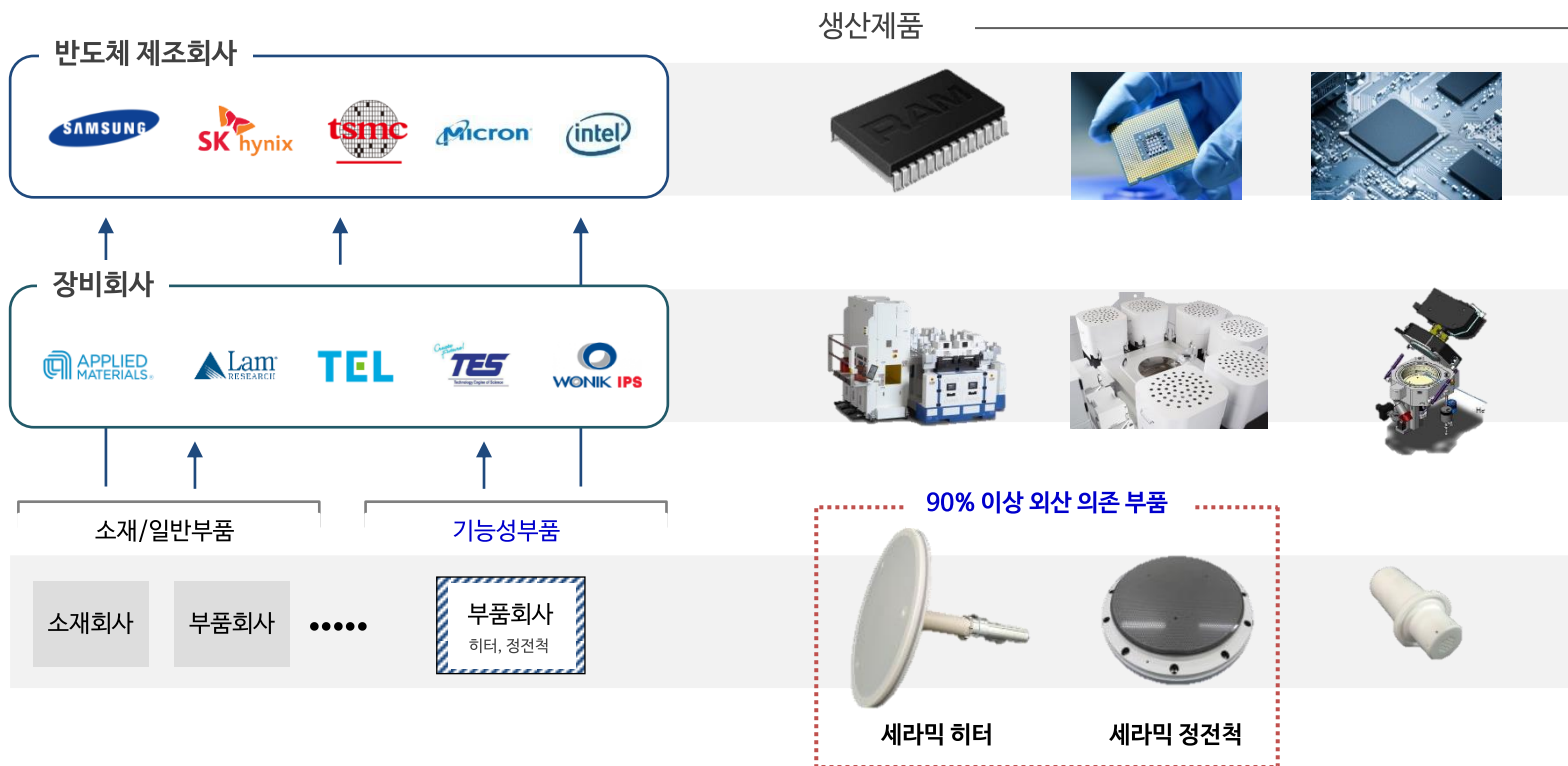 생산제품
반도체 제조회사
SAMSUNG
SK hynix
tsmc
Micron
intel
RAM
장비회사
APPLIED
MATERIALS
Lam
RESEARCH
TEL
TES
WONIK IPS
소재/일반부품
기능성부품
90% 이상 외산 의존 부품
소재회사
부품회사
•••••
부품회사
히터, 정전척
세라믹 히터
세라믹 정전척